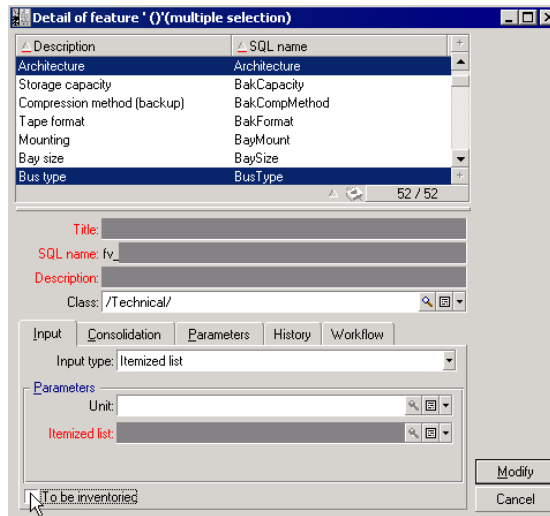 Detail of feature ' ()'(multiple selection)
Description SQL name
Architecture Architecture
Storage capacity BakCapacity
Compression method (backup) BakCompMethod
Tape format BakFormat
Mounting BayMount
Bay size BaySize
Bus type BusType
52 / 52
Title:
SQL name: fv_
Description:
Class: /Technical/
Input Consolidation Parameters History Workflow
Input type: Itemized list
Parameters
Unit:
Itemized list:
Modify
To be inventoried
Cancel